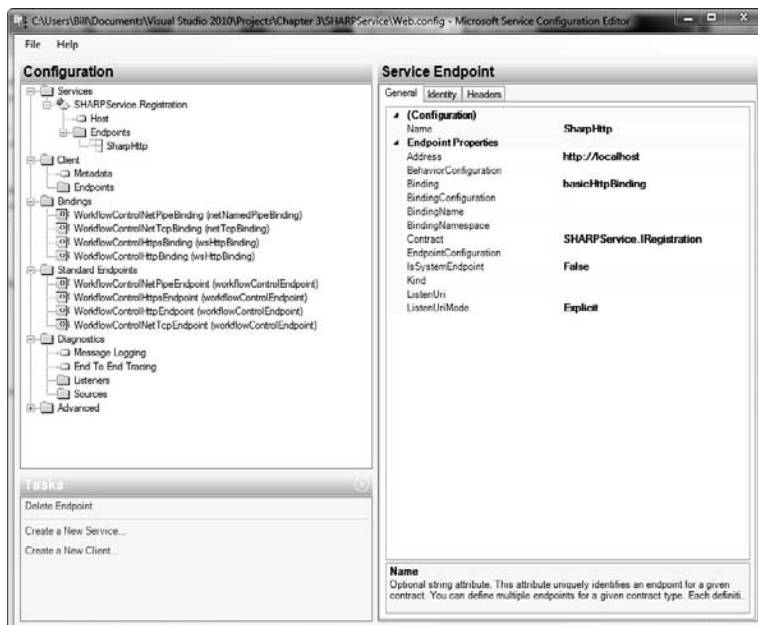 C:\Users\Bill\Documents\Visual Studio 2010\Projects\Chapter 3\SHARPService\Web.config - Microsoft Service Configuration Editor
File Help
Configuration
Services
SHARPService.Registration
Host
Endpoints
SharpHttp
Client
Metadata
Endpoints
Bindings
WorkflowControlNetPipeBinding (netNamedPipeBinding)
WorkflowControlNetTcpBinding (netTcpBinding)
WorkflowControlHttpsBinding (wsHttpBinding)
WorkflowControlHttpBinding (wsHttpBinding)
Standard Endpoints
WorkflowControlNetPipeEndpoint (workflowControlEndpoint)
WorkflowControlHttpsEndpoint (workflowControlEndpoint)
WorkflowControlHttpEndpoint (workflowControlEndpoint)
WorkflowControlNetTcpEndpoint (workflowControlEndpoint)
Diagnostics
Message Logging
End To End Tracing
Listeners
Sources
Advanced
Tasks
Delete Endpoint
Create a New Service...
Create a New Client...
Service Endpoint
General Identity Headers
(Configuration)
Name SharpHttp
Endpoint Properties
Address http://localhost
BehaviorConfiguration
Binding basicHttpBinding
BindingConfiguration
BindingName
BindingNamespace
Contract SHARPService.IRegistration
EndpointConfiguration
IsSystemEndpoint False
Kind
ListenUri
ListenUriMode Explicit
Name
Optional string attribute. This attribute uniquely identifies an endpoint for a given
contract. You can define multiple endpoints for a given contract type. Each definiti...